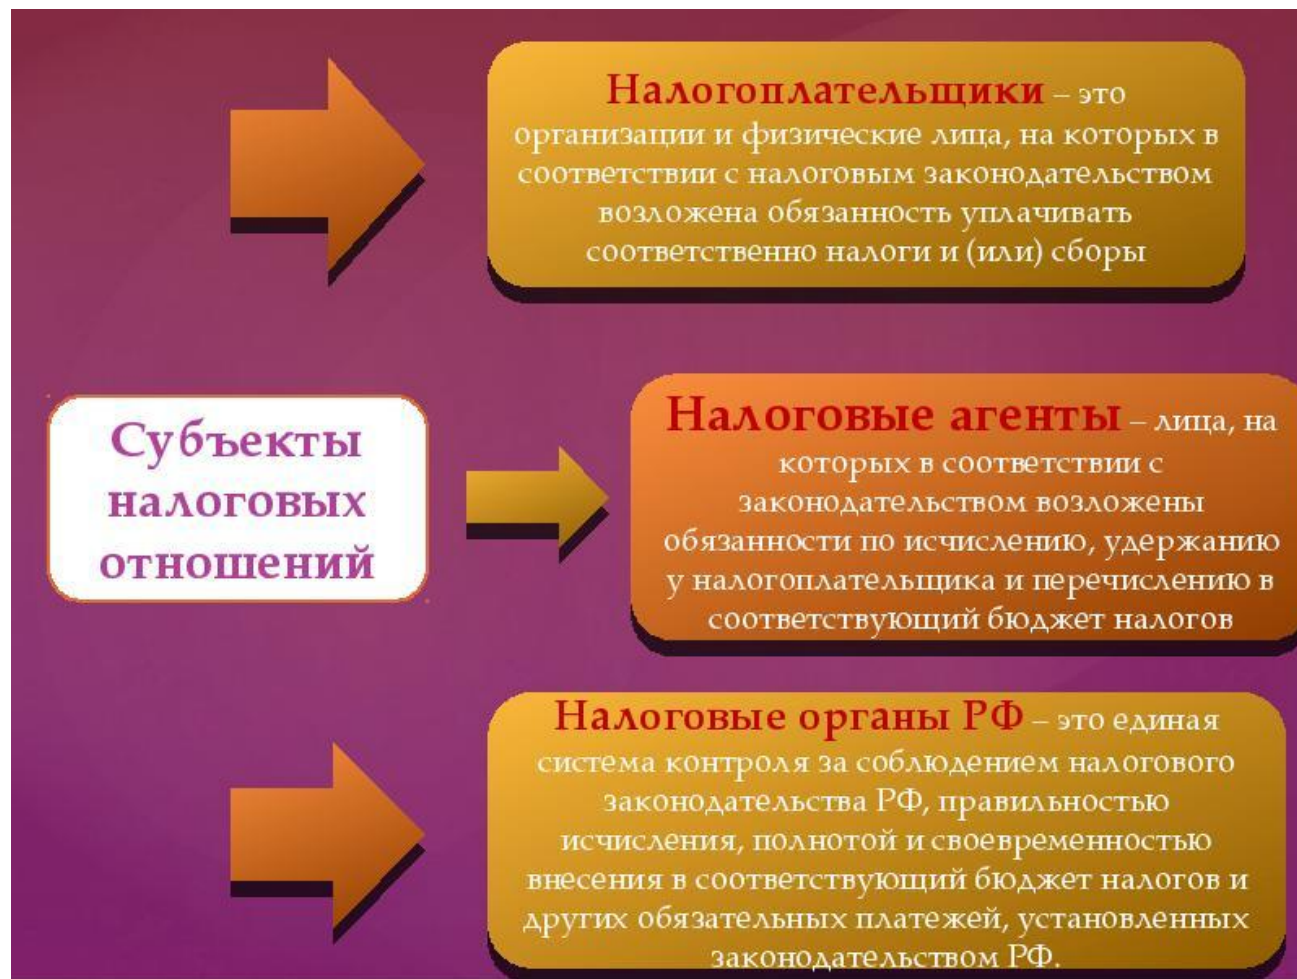 Налогоплательщики – это
организации и физические лица, на которых в
соответствии с налоговым законодательством
возложена обязанность уплачивать
соответственно налоги и (или) сборы
Субъекты
налоговых
отношений
Налоговые агенты – лица, на
которых в соответствии с
законодательством возложены
обязанности по исчислению, удержанию
у налогоплательщика и перечислению в
соответствующий бюджет налогов
Налоговые органы РФ – это единая
система контроля за соблюдением налогового
законодательства РФ, правильностью
исчисления, полнотой и своевременностью
внесения в соответствующий бюджет налогов и
других обязательных платежей, установленных
законодательством РФ.